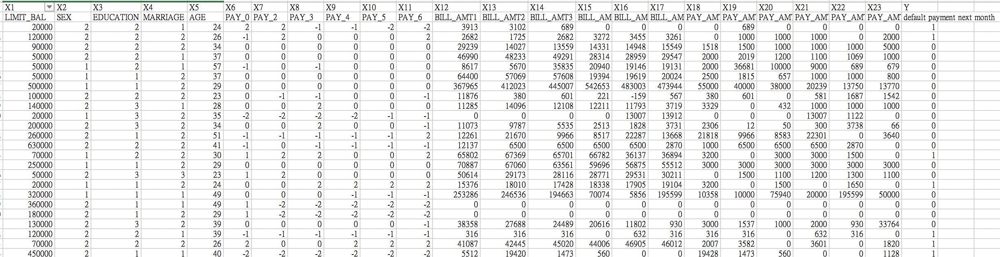 X1 X2 X3 X4 X5 X6 X7 X8 X9 X10 X11 X12 X13 X14 X15 X16 X17 X18 X19 X20 X21 X22 X23 Y
LIMIT_BAL SEX EDUCATION MARRIAGE AGE PAY_0 PAY_2 PAY_3 PAY_4 PAY_5 PAY_6 BILL_AMT1 BILL_AMT2 BILL_AMT3 BILL_AM BILL_AM BILL_AM PAY_AM PAY_AM PAY_AM PAY_AM PAY_AM PAY_AM default payment next month
20000 2 2 1 24 2 2 -1 -1 -2 -2 3913 3102 689 0 0 0 0 689 0 0 0 0 1
120000 2 2 2 26 -1 2 0 0 0 2 2682 1725 2682 3272 3455 3261 0 1000 1000 1000 0 2000 1
90000 2 2 2 34 0 0 0 0 0 0 29239 14027 13559 14331 14948 15549 1518 1500 1000 1000 1000 5000 0
50000 2 2 1 37 0 0 0 0 0 0 46990 48233 49291 28314 28959 29547 2000 2019 1200 1100 1069 1000 0
50000 1 2 1 57 -1 0 -1 0 0 0 8617 5670 35835 20940 19146 19131 2000 36681 10000 9000 689 679 0
50000 1 1 2 37 0 0 0 0 0 0 64400 57069 57608 19394 19619 20024 2500 1815 657 1000 1000 800 0
500000 1 1 2 29 0 0 0 0 0 0 367965 412023 445007 542653 483003 473944 55000 40000 38000 20239 13750 13770 0
100000 2 2 2 23 0 -1 -1 0 0 -1 11876 380 601 221 -159 567 380 601 0 581 1687 1542 0
140000 2 3 1 28 0 0 2 0 0 0 11285 14096 12108 12211 11793 3719 3329 0 432 1000 1000 1000 0
20000 1 3 2 35 -2 -2 -2 -2 -1 -1 0 0 0 0 13007 13912 0 0 0 13007 1122 0 0
200000 2 3 2 34 0 0 2 0 0 -1 11073 9787 5535 2513 1828 3731 2306 12 50 300 3738 66 0
260000 2 1 2 51 -1 -1 -1 -1 -1 2 12261 21670 9966 8517 22287 13668 21818 9966 8583 22301 0 3640 0
630000 2 2 2 41 -1 0 -1 -1 -1 -1 12137 6500 6500 6500 6500 2870 1000 6500 6500 6500 2870 0 0
70000 1 2 2 30 1 2 2 0 0 2 65802 67369 65701 66782 36137 36894 3200 0 3000 3000 1500 0 1
250000 1 1 2 29 0 0 0 0 0 0 70887 67060 63561 59696 56875 55512 3000 3000 3000 3000 3000 3000 0
50000 2 3 3 23 1 2 0 0 0 0 50614 29173 28116 28771 29531 30211 0 1500 1100 1200 1300 1100 0
20000 1 1 2 24 0 0 2 2 2 2 15376 18010 17428 18338 17905 19104 3200 0 1500 0 1650 0 1
320000 1 1 1 49 0 0 0 -1 -1 -1 253286 246536 194663 70074 5856 195599 10358 10000 75940 20000 195599 50000 0
360000 2 1 1 49 1 -2 -2 -2 -2 -2 0 0 0 0 0 0 0 0 0 0 0 0 0
180000 2 1 2 29 1 -2 -2 -2 -2 -2 0 0 0 0 0 0 0 0 0 0 0 0 0
130000 2 3 2 39 0 0 0 0 0 -1 38358 27688 24489 20616 11802 930 3000 1537 1000 2000 930 33764 0
120000 2 2 1 39 -1 -1 -1 -1 -1 -1 316 316 316 0 632 316 316 316 0 632 316 0 1
70000 2 2 2 26 2 0 0 2 2 2 41087 42445 45020 44006 46905 46012 2007 3582 0 3601 0 1820 1
450000 2 1 1 40 -2 -2 -2 -2 -2 -2 5512 19420 1473 560 0 0 19428 1473 560 0 0 1128 1